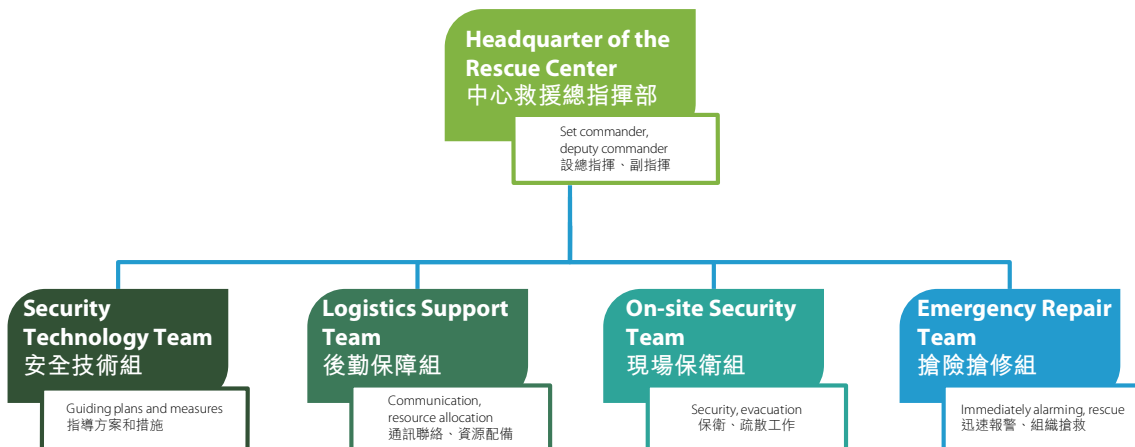 Headquarter of the
Rescue Center
中心救援總指揮部
Set commander,
deputy commander
設總指揮、副指揮
Security
Technology Team
安全技術組
Guiding plans and measures
指導方案和措施
Logistics Support
Team
後勤保障組
Communication,
resource allocation
通訊聯絡、資源配備
On-site Security
Team
現場保衛組
Security, evacuation
保衛、疏散工作
Emergency Repair
Team
搶險搶修組
Immediately alarming, rescue
迅速報警、組織搶救